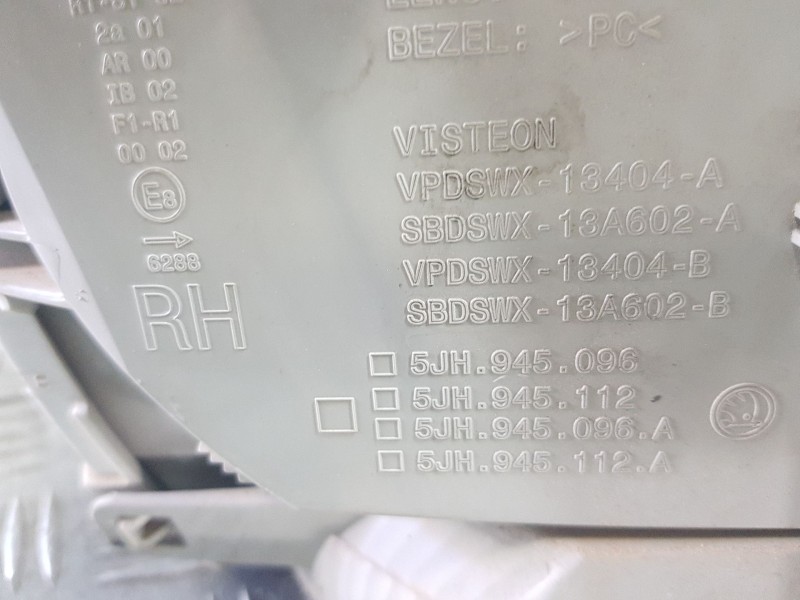 2a 01
AR 00
IB 02
F1-R1
00 02
E8
6288
RH
BEZEL: >PC<
VISTEON
VPDSWX-13404-A
SBDSWX-13A602-A
VPDSWX-13404-B
SBDSWX-13A602-B
5JH.945.096
5JH.945.112
5JH.945.096.A
5JH.945.112.A